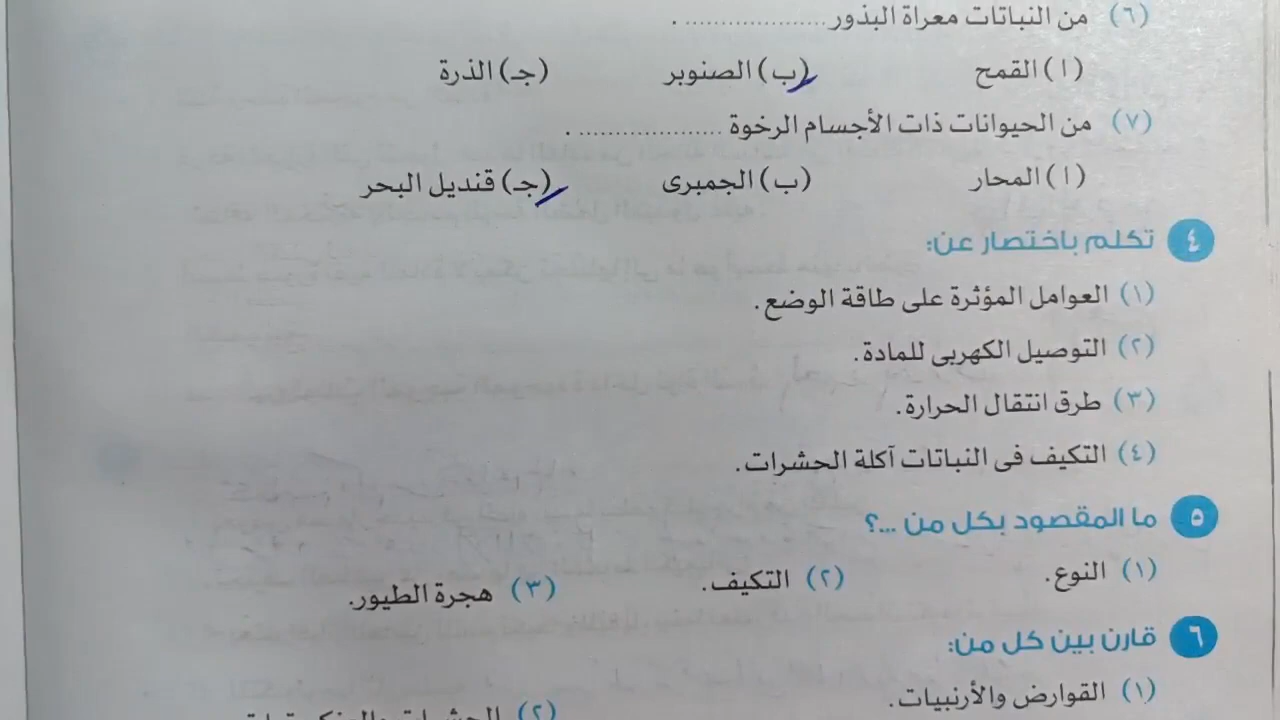 (٦) من النباتات معراة البذور .................... .
(ا) القمح (ب) الصنوبر (جـ) الذرة
(٧) من الحيوانات ذات الأجسام الرخوة .................... .
(ا) المحار (ب) الجمبرى (جـ) قنديل البحر
٤ تكلم باختصار عن:
(١) العوامل المؤثرة على طاقة الوضع.
(٢) التوصيل الكهربى للمادة.
(٣) طرق انتقال الحرارة.
(٤) التكيف فى النباتات آكلة الحشرات.
٥ ما المقصود بكل من ...؟
(١) النوع. (٢) التكيف. (٣) هجرة الطيور.
٦ قارن بين كل من:
(١) القوارض والأرنبيات. (٢) الحشرات